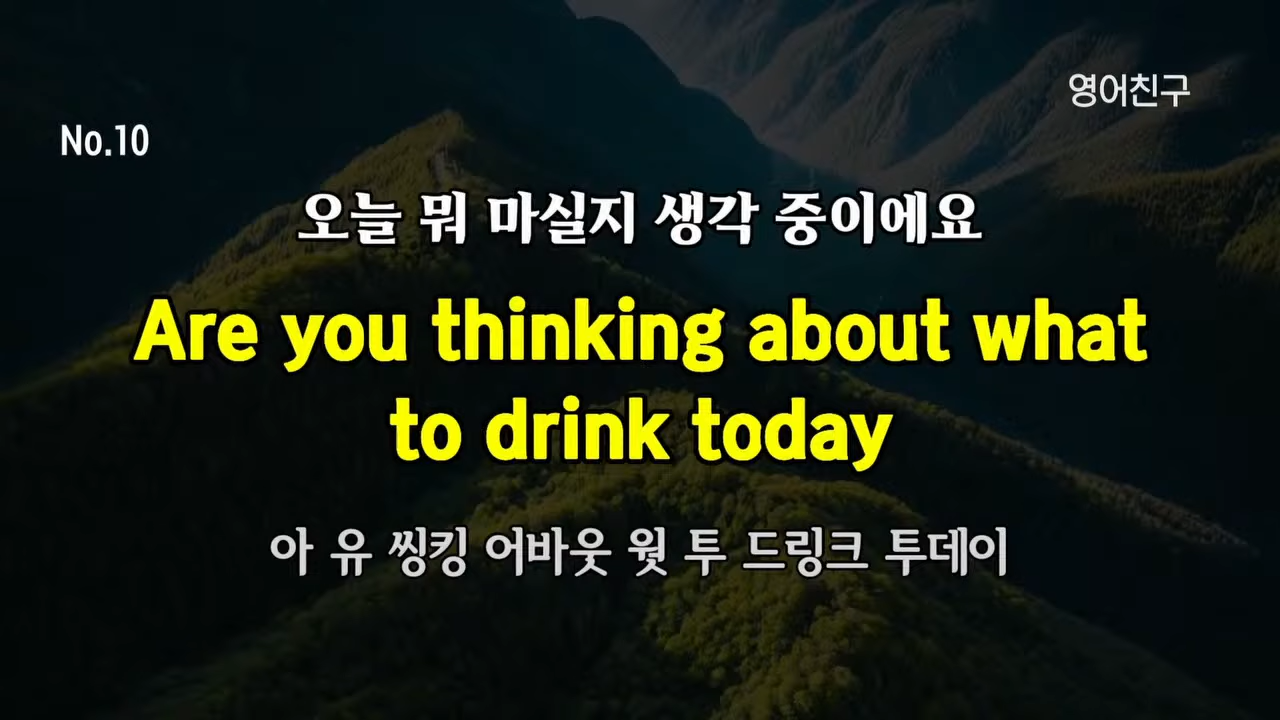 영어친구
No.10
오늘 뭐 마실지 생각 중이에요
Are you thinking about what
to drink today
아 유 씽킹 어바웃 웟 투 드링크 투데이